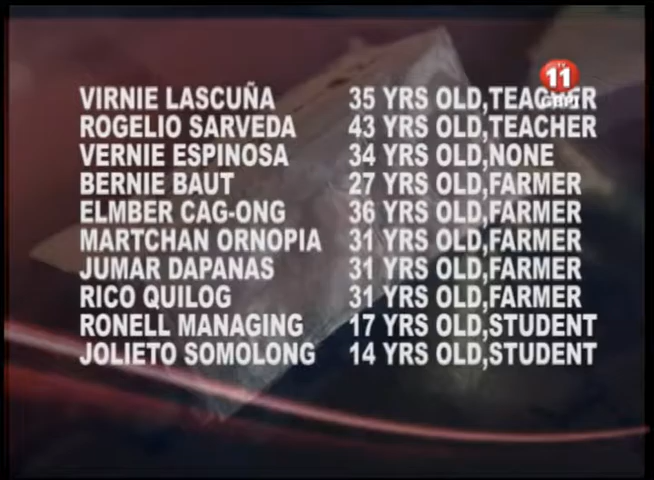 VIRNIE LASCUÑA 35 YRS OLD,TEACHER
ROGELIO SARVEDA 43 YRS OLD,TEACHER
VERNIE ESPINOSA 34 YRS OLD,NONE
BERNIE BAUT 27 YRS OLD,FARMER
ELMBER CAG-ONG 36 YRS OLD,FARMER
MARTCHAN ORNOPIA 31 YRS OLD,FARMER
JUMAR DAPANAS 31 YRS OLD,FARMER
RICO QUILOG 31 YRS OLD,FARMER
RONELL MANAGING 17 YRS OLD,STUDENT
JOLIETO SOMOLONG 14 YRS OLD,STUDENT
TV
11
GBPI